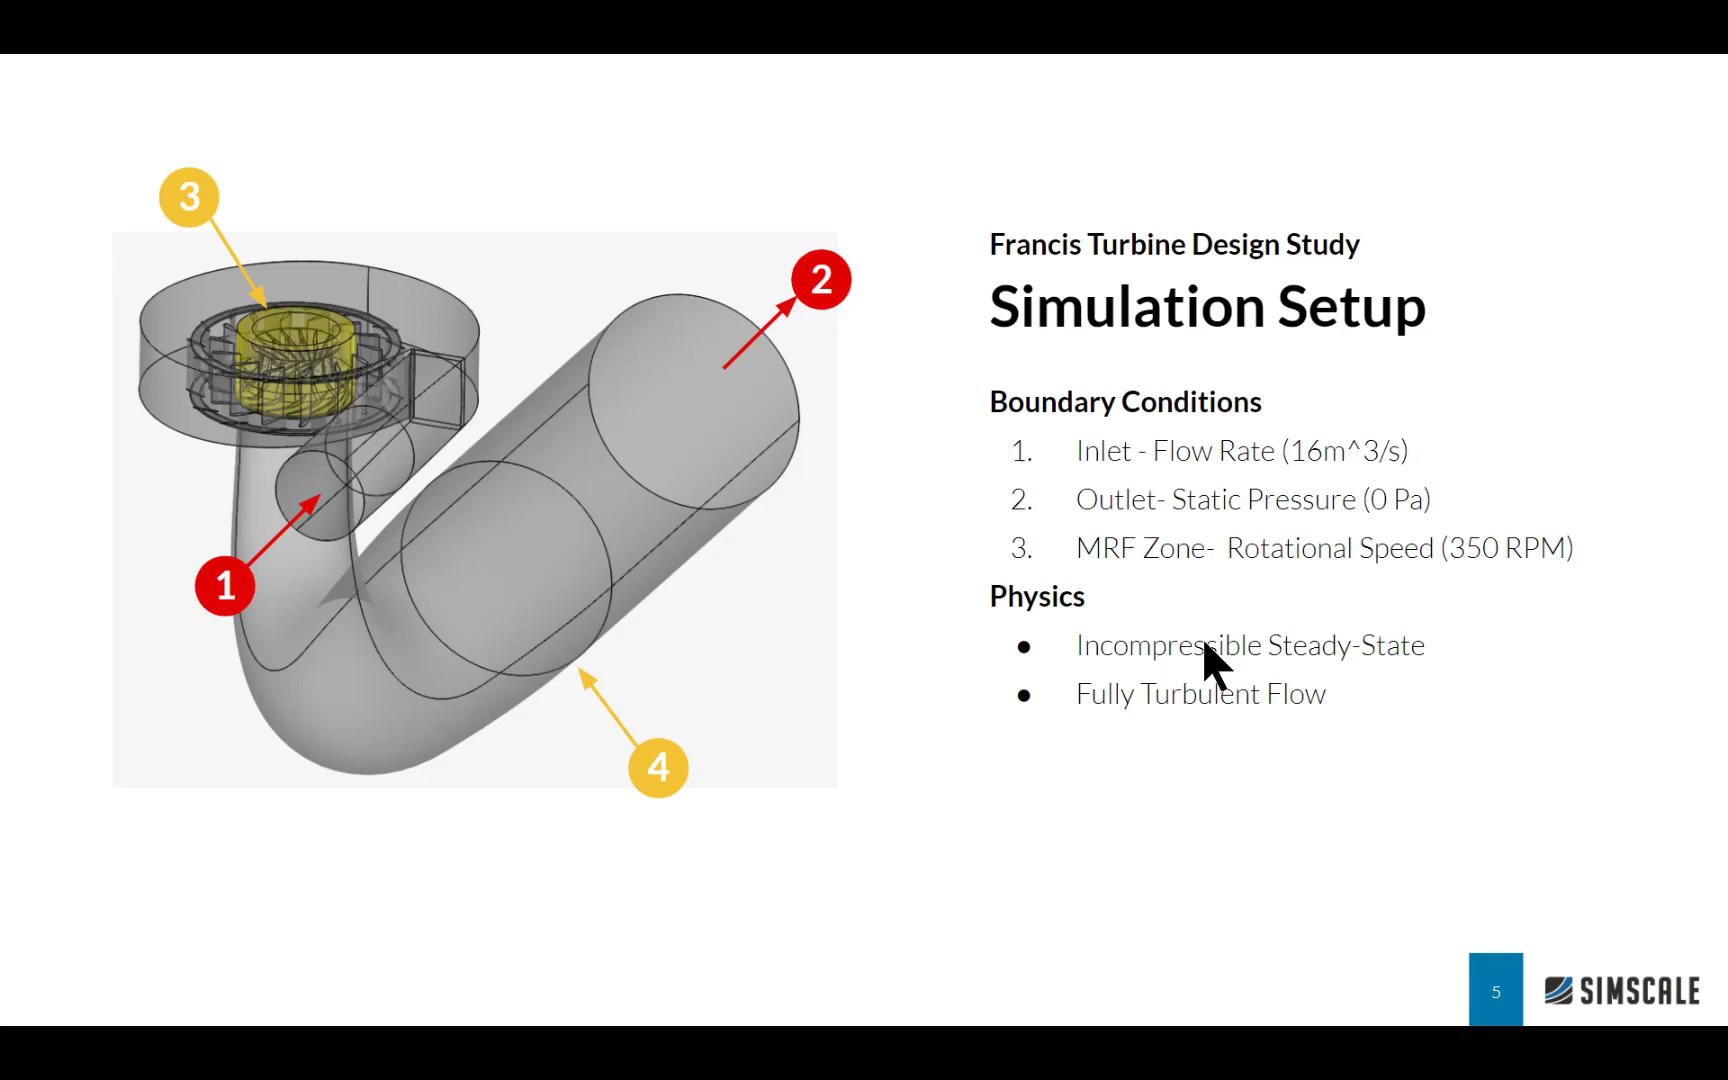 3
2
1
4
Francis Turbine Design Study
Simulation Setup
Boundary Conditions
1. Inlet - Flow Rate (16m^3/s)
2. Outlet- Static Pressure (0 Pa)
3. MRF Zone- Rotational Speed (350 RPM)
Physics
● Incompressible Steady-State
● Fully Turbulent Flow
5
SIMSCALE